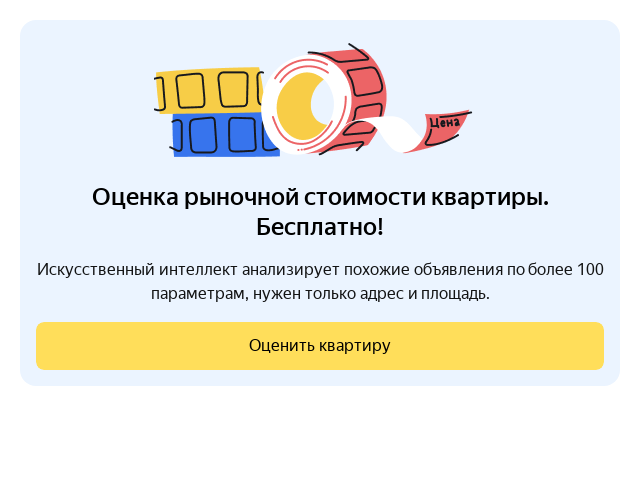 Цена
Оценка рыночной стоимости квартиры.
Бесплатно!
Искусственный интеллект анализирует похожие объявления по более 100
параметрам, нужен только адрес и площадь.
Оценить квартиру